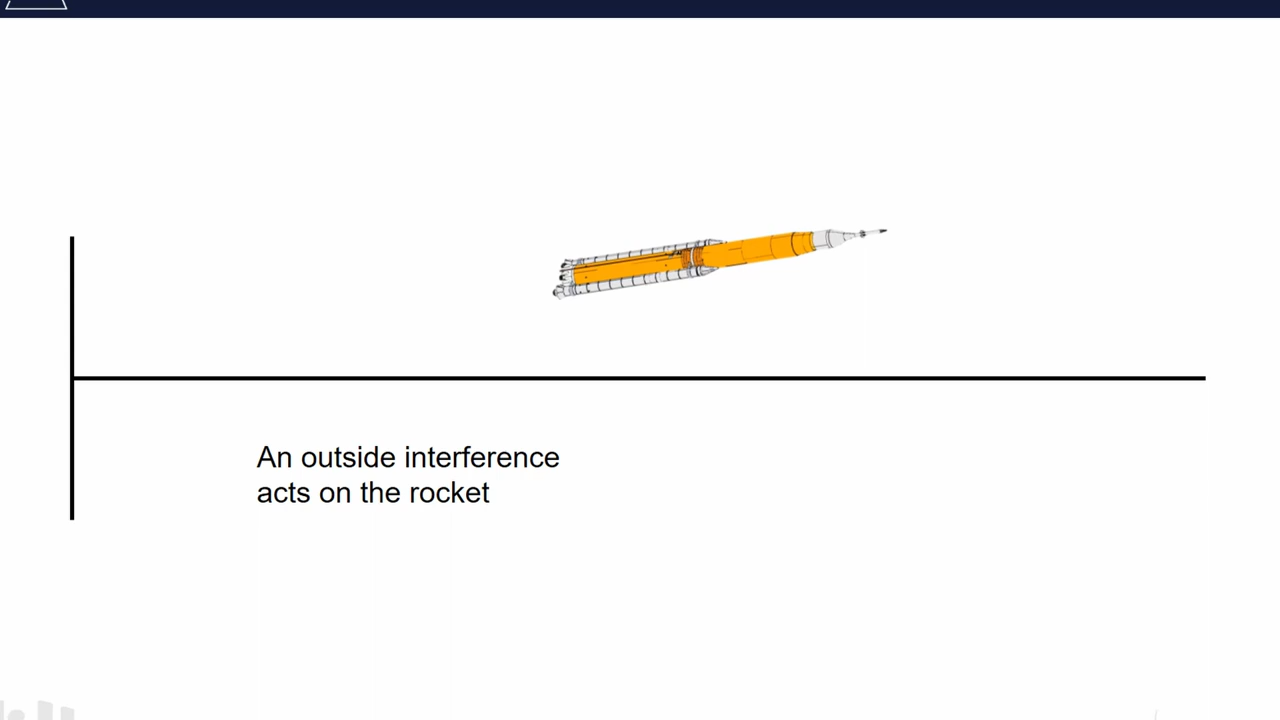 An outside interference
acts on the rocket